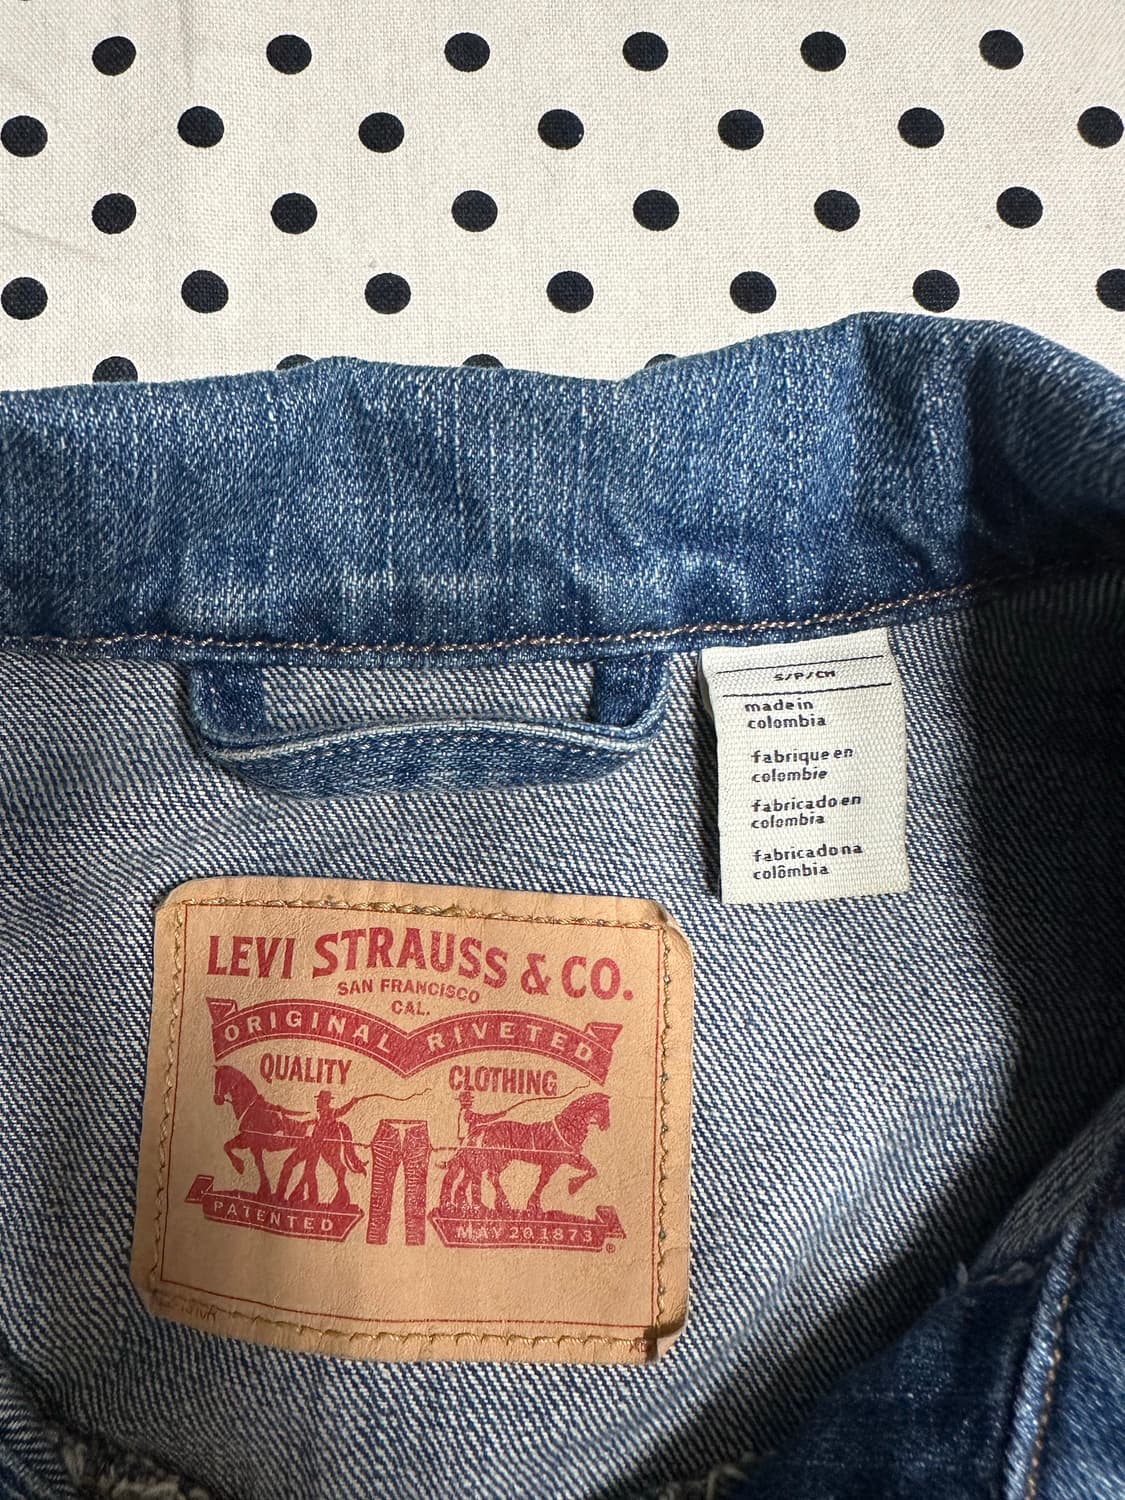 S/P/CH
made in
colombia
fabrique en
colombie
fabricado en
colombia
fabricado na
colômbia
LEVI STRAUSS & CO.
SAN FRANCISCO
CAL.
ORIGINAL RIVETED
QUALITY CLOTHING
PATENTED MAY 20 1873 ®